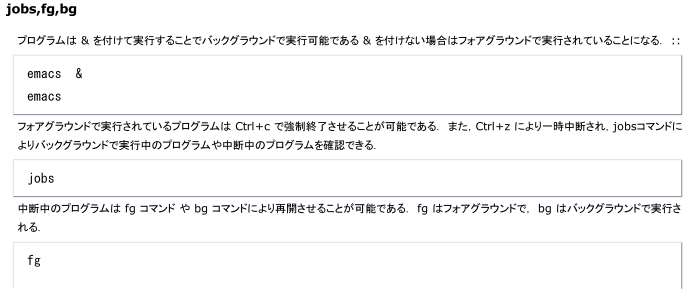 jobs,fg,bg
プログラムは & を付けて実行することでバックグラウンドで実行可能である & を付けない場合はフォアグラウンドで実行されていることになる. ::
emacs &
emacs
フォアグラウンドで実行されているプログラムは Ctrl+c で強制終了させることが可能である. また, Ctrl+z により一時中断され, jobsコマンドに
よりバックグラウンドで実行中のプログラムや中断中のプログラムを確認できる.
jobs
中断中のプログラムは fg コマンド や bg コマンドにより再開させることが可能である. fg はフォアグラウンドで, bg はバックグラウンドで実行さ
れる.
fg